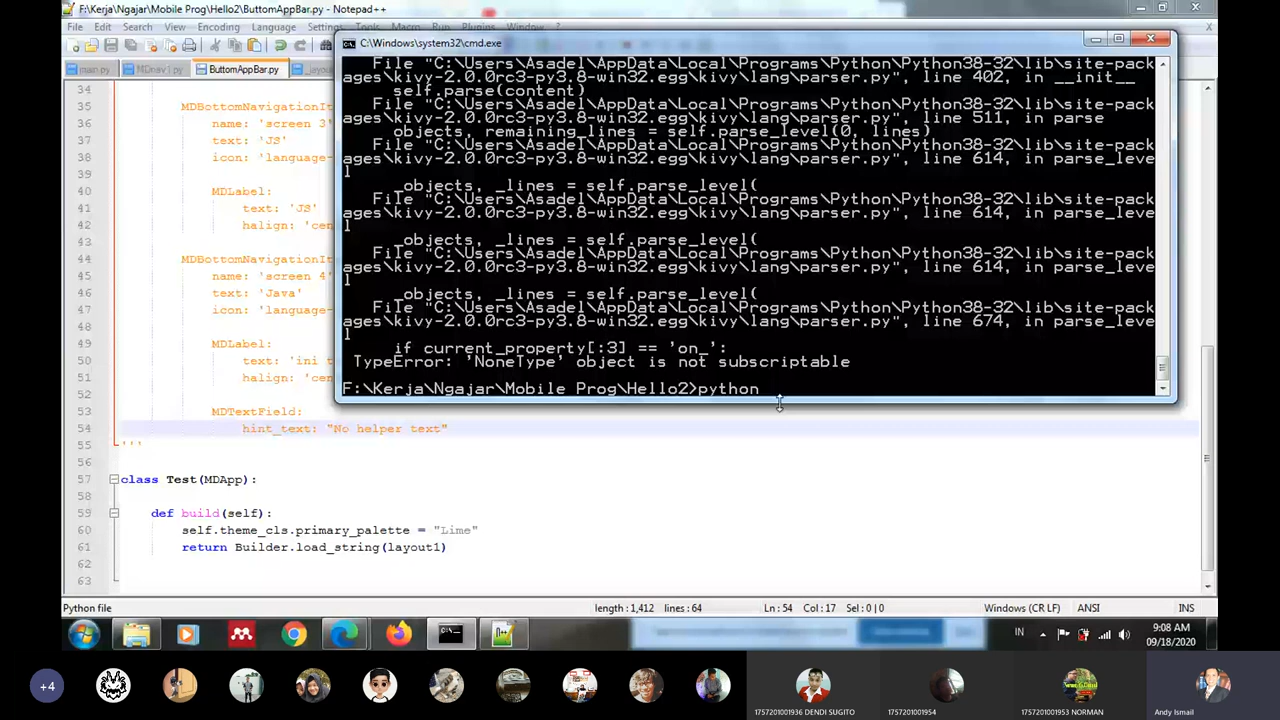 F:\Kerja\Ngajar\Mobile Prog\Hello2\ButtomAppBar.py - Notepad++
File Edit Search View Encoding Language Settings Tools Macro Run
C:\Windows\system32\cmd.exe
main.py MDnav1.py ButtomAppBar.py
File "C:\Users\Asadel\AppData\Local\Programs\Python\Python38-32\lib\site-pack
ages\kivy-2.0.0rc3-py3.8-win32.egg\kivy\lang\parser.py", line 402, in __init__
self.parse(content)
File "C:\Users\Asadel\AppData\Local\Programs\Python\Python38-32\lib\site-pack
ages\kivy-2.0.0rc3-py3.8-win32.egg\kivy\lang\parser.py", line 511, in parse
objects, remaining_lines = self.parse_level(0, lines)
File "C:\Users\Asadel\AppData\Local\Programs\Python\Python38-32\lib\site-pack
ages\kivy-2.0.0rc3-py3.8-win32.egg\kivy\lang\parser.py", line 614, in parse_leve
l
_objects, _lines = self.parse_level(
File "C:\Users\Asadel\AppData\Local\Programs\Python\Python38-32\lib\site-pack
ages\kivy-2.0.0rc3-py3.8-win32.egg\kivy\lang\parser.py", line 614, in parse_leve
l
_objects, _lines = self.parse_level(
File "C:\Users\Asadel\AppData\Local\Programs\Python\Python38-32\lib\site-pack
ages\kivy-2.0.0rc3-py3.8-win32.egg\kivy\lang\parser.py", line 614, in parse_leve
l
_objects, _lines = self.parse_level(
File "C:\Users\Asadel\AppData\Local\Programs\Python\Python38-32\lib\site-pack
ages\kivy-2.0.0rc3-py3.8-win32.egg\kivy\lang\parser.py", line 674, in parse_leve
l
if current_property[:3] == 'on_':
TypeError: 'NoneType' object is not subscriptable
F:\Kerja\Ngajar\Mobile Prog\Hello2>python
34
35 MDBottomNavigationIt
36 name: 'screen 3'
37 text: 'JS'
38 icon: 'language-
39
40 MDLabel:
41 text: 'JS'
42 halign: 'cen
43
44 MDBottomNavigationIt
45 name: 'screen 4'
46 text: 'Java'
47 icon: 'language-
48
49 MDLabel:
50 text: 'ini t
51 halign: 'cen
52
53 MDTextField:
54 hint_text: "No helper text"
55 '''
56
57 class Test(MDApp):
58
59 def build(self):
60 self.theme_cls.primary_palette = "Lime"
61 return Builder.load_string(layout1)
62
63
Python file length : 1,412 lines : 64 Ln : 54 Col : 17 Sel : 0 | 0 Windows (CR LF) ANSI INS
IN 9:08 AM
09/18/2020
+4 1757201001936 DENDI SUGITO 1757201001954 1757201001953 NORMAN Andy Ismail